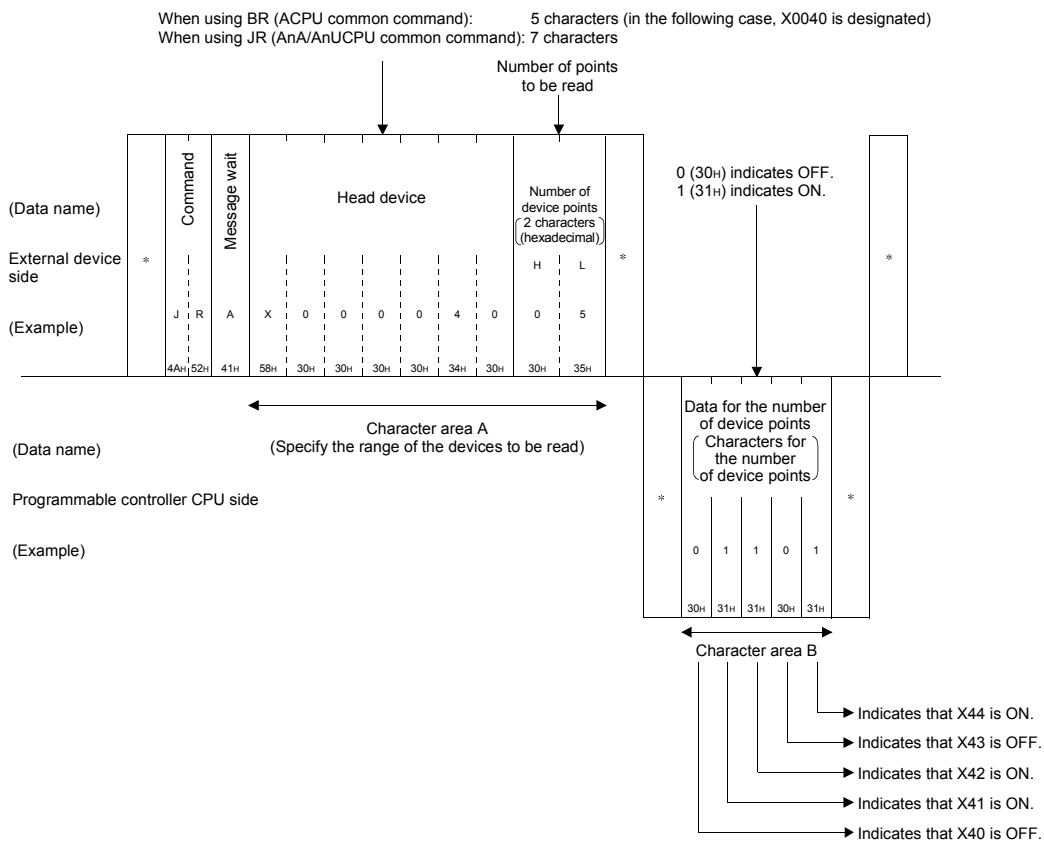 When using BR (ACPU common command): 5 characters (in the following case, X0040 is designated)
When using JR (AnA/AnUCPU common command): 7 characters
Number of points
to be read
(Data name)
Command
Message wait
Head device
Number of
device points
2 characters
(hexadecimal)
0 (30H) indicates OFF.
1 (31H) indicates ON.
External device
side
* H L * *
(Example)
J R A X 0 0 0 0 4 0 0 5
4AH 52H 41H 58H 30H 30H 30H 30H 34H 30H 30H 35H
Character area A
(Specify the range of the devices to be read)
(Data name)
Data for the number
of device points
Characters for
the number
of device points
Programmable controller CPU side
* *
(Example)
0 1 1 0 1
30H 31H 31H 30H 31H
Character area B
Indicates that X44 is ON.
Indicates that X43 is OFF.
Indicates that X42 is ON.
Indicates that X41 is ON.
Indicates that X40 is OFF.